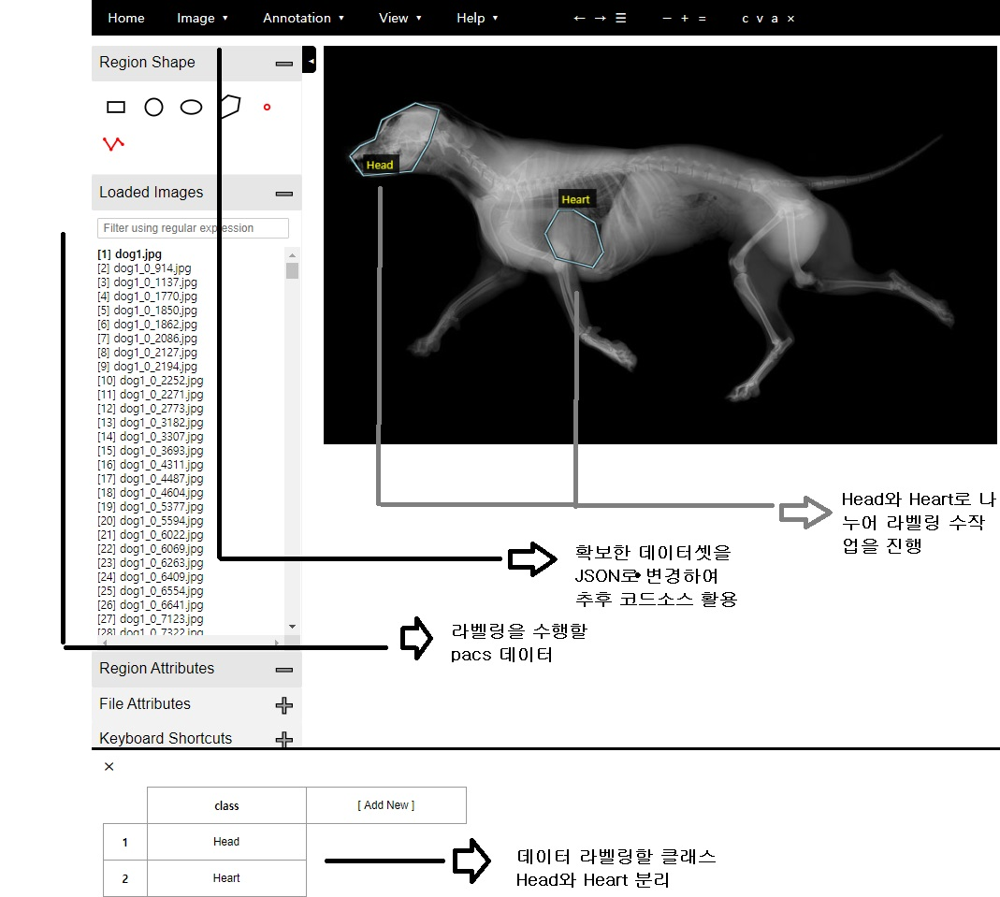 Home Image ▾ Annotation ▾ View ▾ Help ▾ ← → ☰ − + = c v a ×
Region Shape
Loaded Images
Filter using regular expression
[1] dog1.jpg
[2] dog1_0_914.jpg
[3] dog1_0_1137.jpg
[4] dog1_0_1770.jpg
[5] dog1_0_1850.jpg
[6] dog1_0_1862.jpg
[7] dog1_0_2086.jpg
[8] dog1_0_2127.jpg
[9] dog1_0_2194.jpg
[10] dog1_0_2252.jpg
[11] dog1_0_2271.jpg
[12] dog1_0_2773.jpg
[13] dog1_0_3182.jpg
[14] dog1_0_3307.jpg
[15] dog1_0_3693.jpg
[16] dog1_0_4311.jpg
[17] dog1_0_4487.jpg
[18] dog1_0_4604.jpg
[19] dog1_0_5377.jpg
[20] dog1_0_5594.jpg
[21] dog1_0_6022.jpg
[22] dog1_0_6069.jpg
[23] dog1_0_6263.jpg
[24] dog1_0_6409.jpg
[25] dog1_0_6554.jpg
[26] dog1_0_6641.jpg
[27] dog1_0_7123.jpg
[28] dog1_0_7322.jpg
Region Attributes
File Attributes
Keyboard Shortcuts
Head
Heart
Head와 Heart로 나
누어 라벨링 수작
업을 진행
확보한 데이터셋을
JSON로 변경하여
추후 코드소스 활용
라벨링을 수행할
pacs 데이터
×
class [ Add New ]
1 Head
2 Heart
데이터 라벨링할 클래스
Head와 Heart 분리